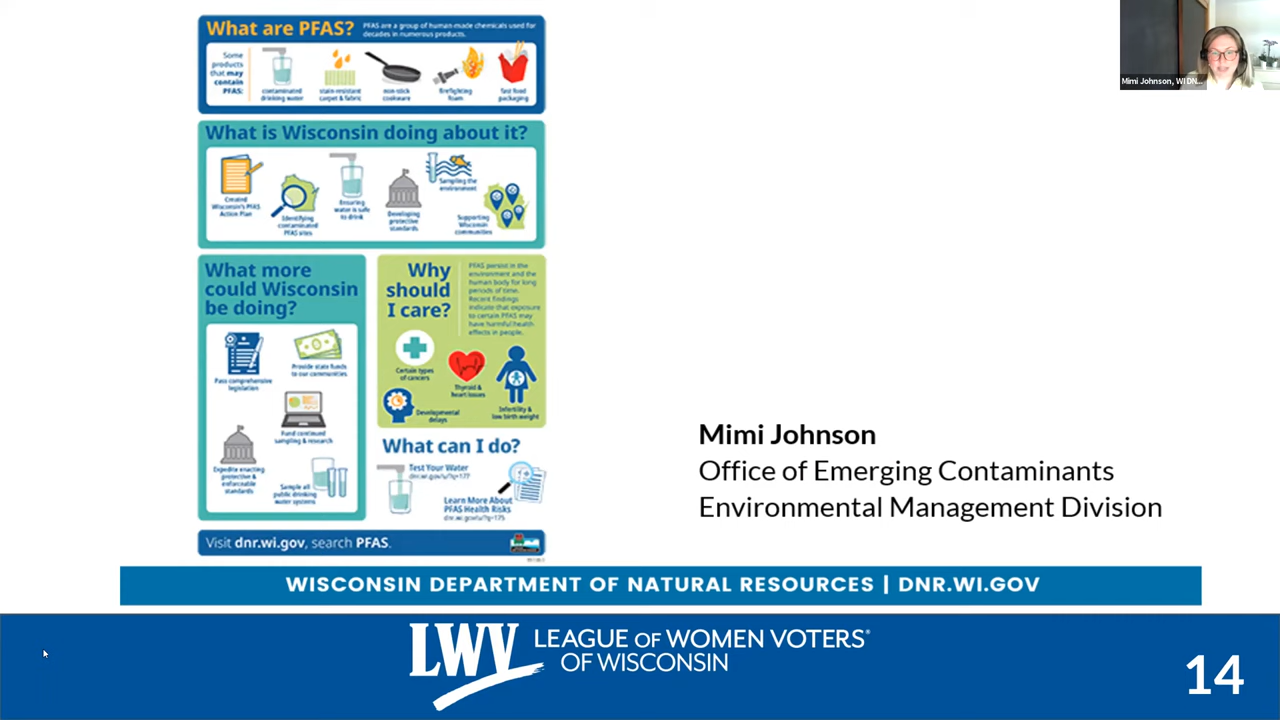 What are PFAS?
PFAS are a group of human-made chemicals used for
decades in numerous products.
Some
products
that may
contain
PFAS:
contaminated
drinking water
stain-resistant
carpet & fabric
non-stick
cookware
firefighting
foam
fast food
packaging
What is Wisconsin doing about it?
Created
Wisconsin's PFAS
Action Plan
Identifying
contaminated
PFAS sites
Ensuring
water is safe
to drink
Developing
protective
standards
Sampling the
environment
Supporting
Wisconsin
communities
What more
could Wisconsin
be doing?
Pass comprehensive
legislation
Provide state funds
to our communities
Fund continued
sampling & research
Expedite enacting
protective &
enforceable
standards
Sample all
public drinking
water systems
Why
should
I care?
PFAS persist in the
environment and the
human body for long
periods of time.
Recent findings
indicate that exposure
to certain PFAS may
have harmful health
effects in people.
Certain types
of cancers
Thyroid &
heart issues
Infertility &
low birth weight
Developmental
delays
What can I do?
Test Your Water
Learn More About
PFAS Health Risks
Visit dnr.wi.gov, search PFAS.
Mimi Johnson, WI DN...
Mimi Johnson
Office of Emerging Contaminants
Environmental Management Division
WISCONSIN DEPARTMENT OF NATURAL RESOURCES | DNR.WI.GOV
LWV LEAGUE OF WOMEN VOTERS®
OF WISCONSIN
14